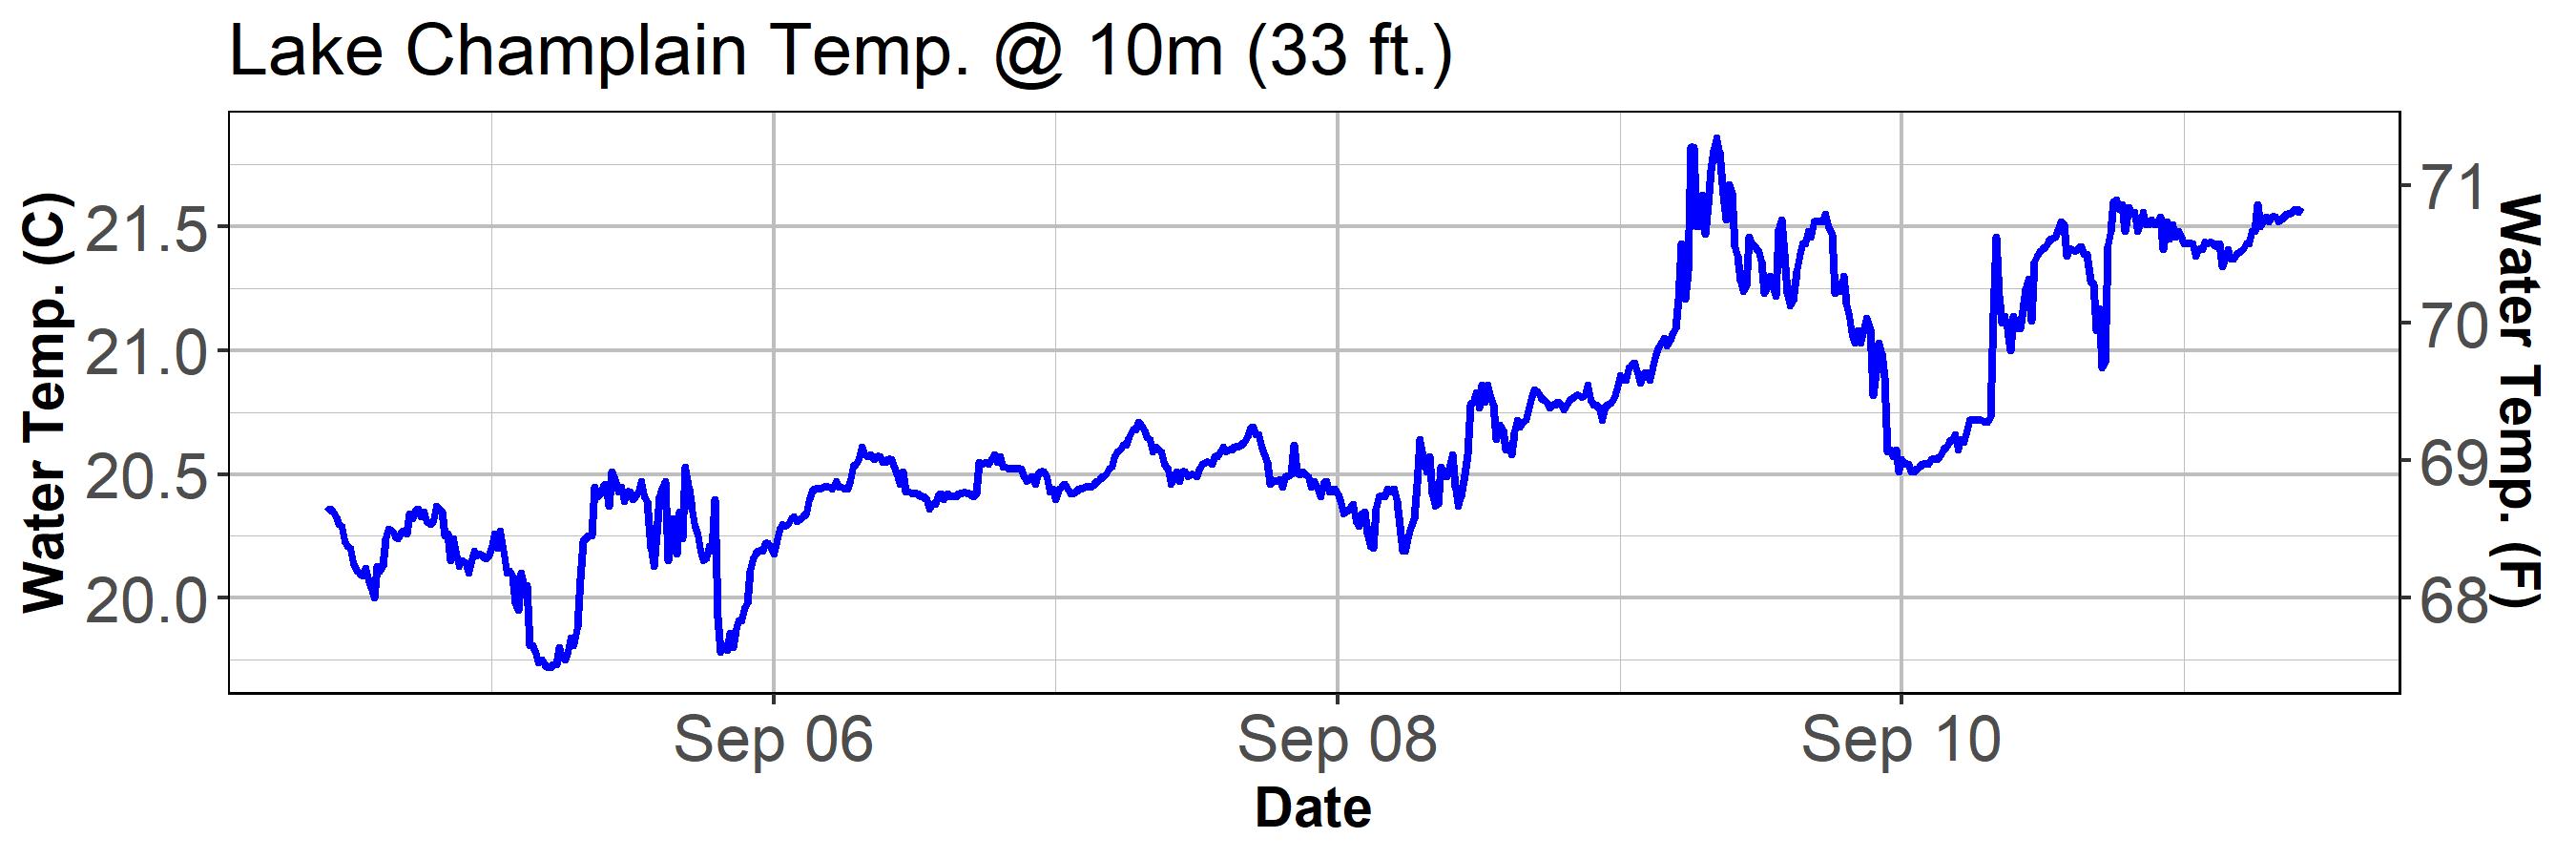 Lake Champlain Temp. @ 10m (33 ft.)
Water Temp. (C)
21.5
21.0
20.5
20.0
71
70
69
68
Water Temp. (F)
Sep 06
Sep 08
Sep 10
Date